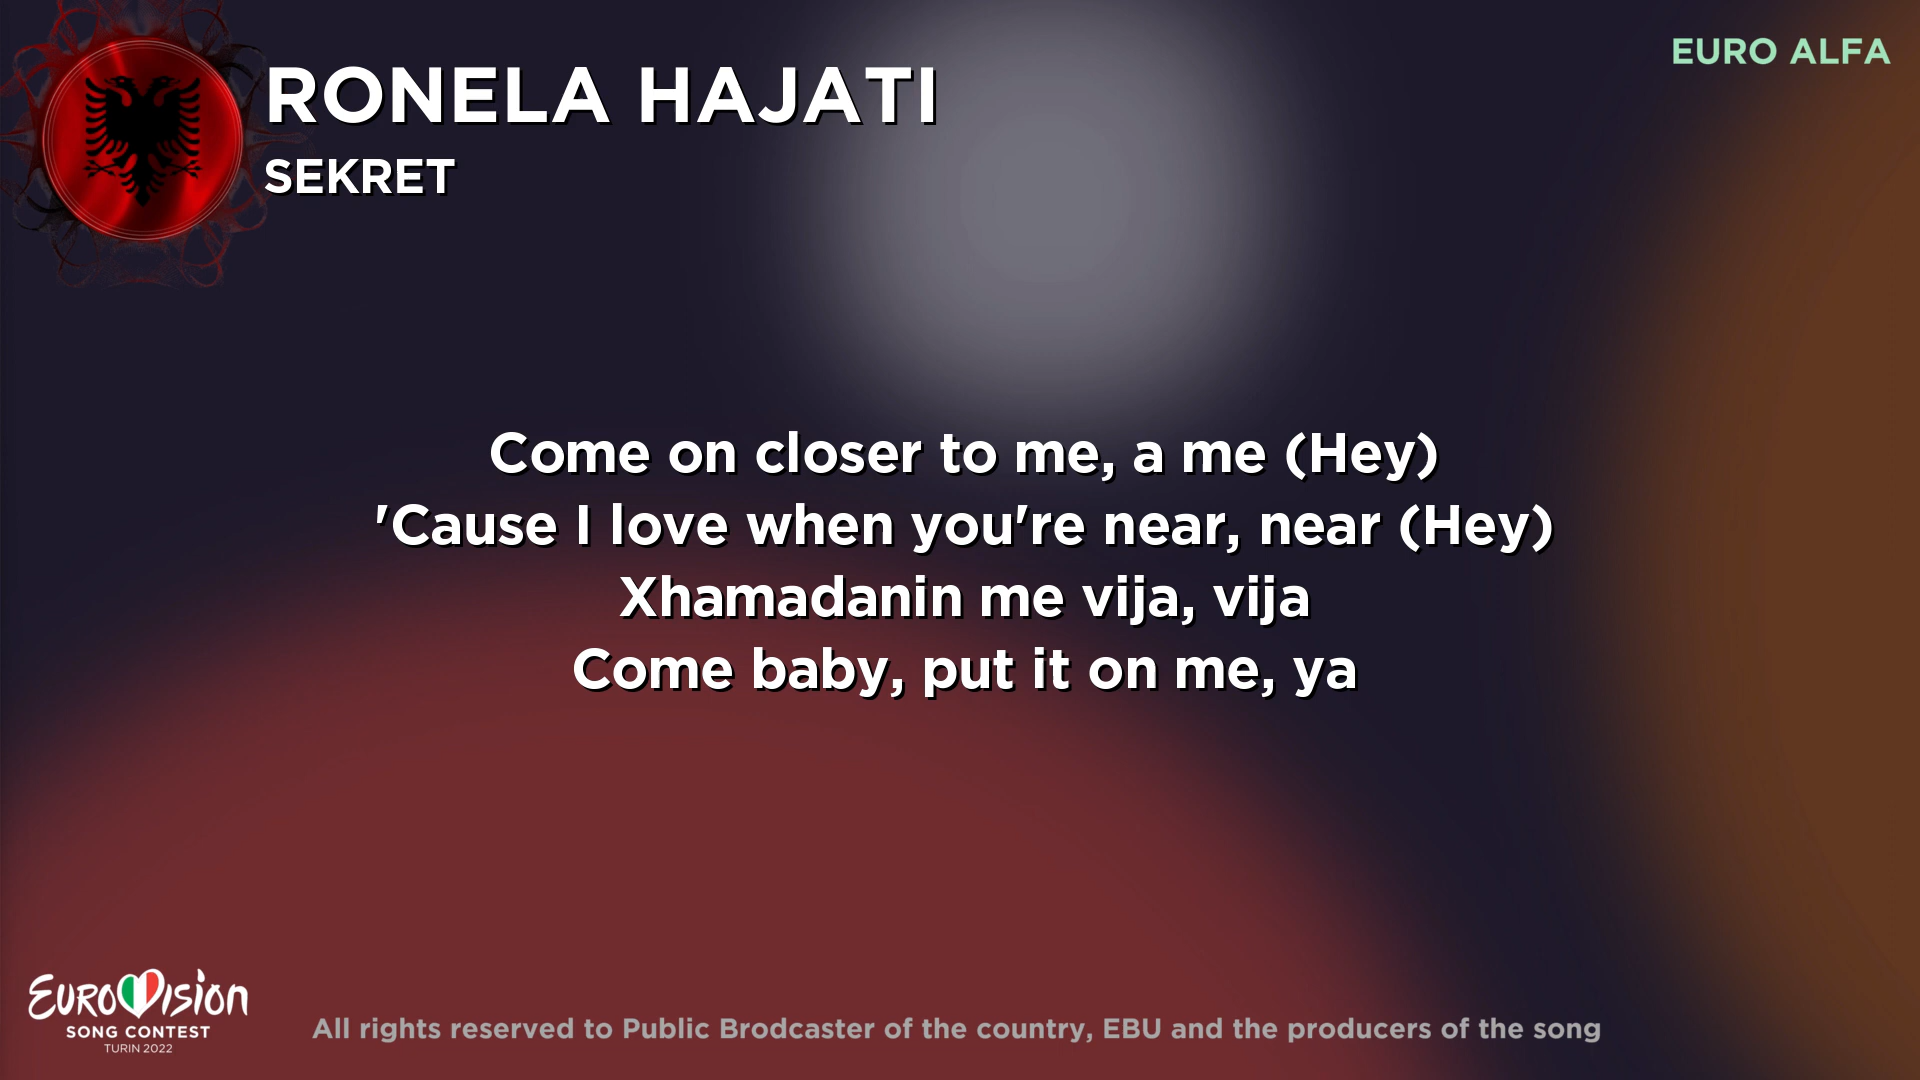 RONELA HAJATI
SEKRET
EURO ALFA
Come on closer to me, a me (Hey)
'Cause I love when you're near, near (Hey)
Xhamadanin me vija, vija
Come baby, put it on me, ya
EUROVISION
SONG CONTEST
TURIN 2022
All rights reserved to Public Brodcaster of the country, EBU and the producers of the song